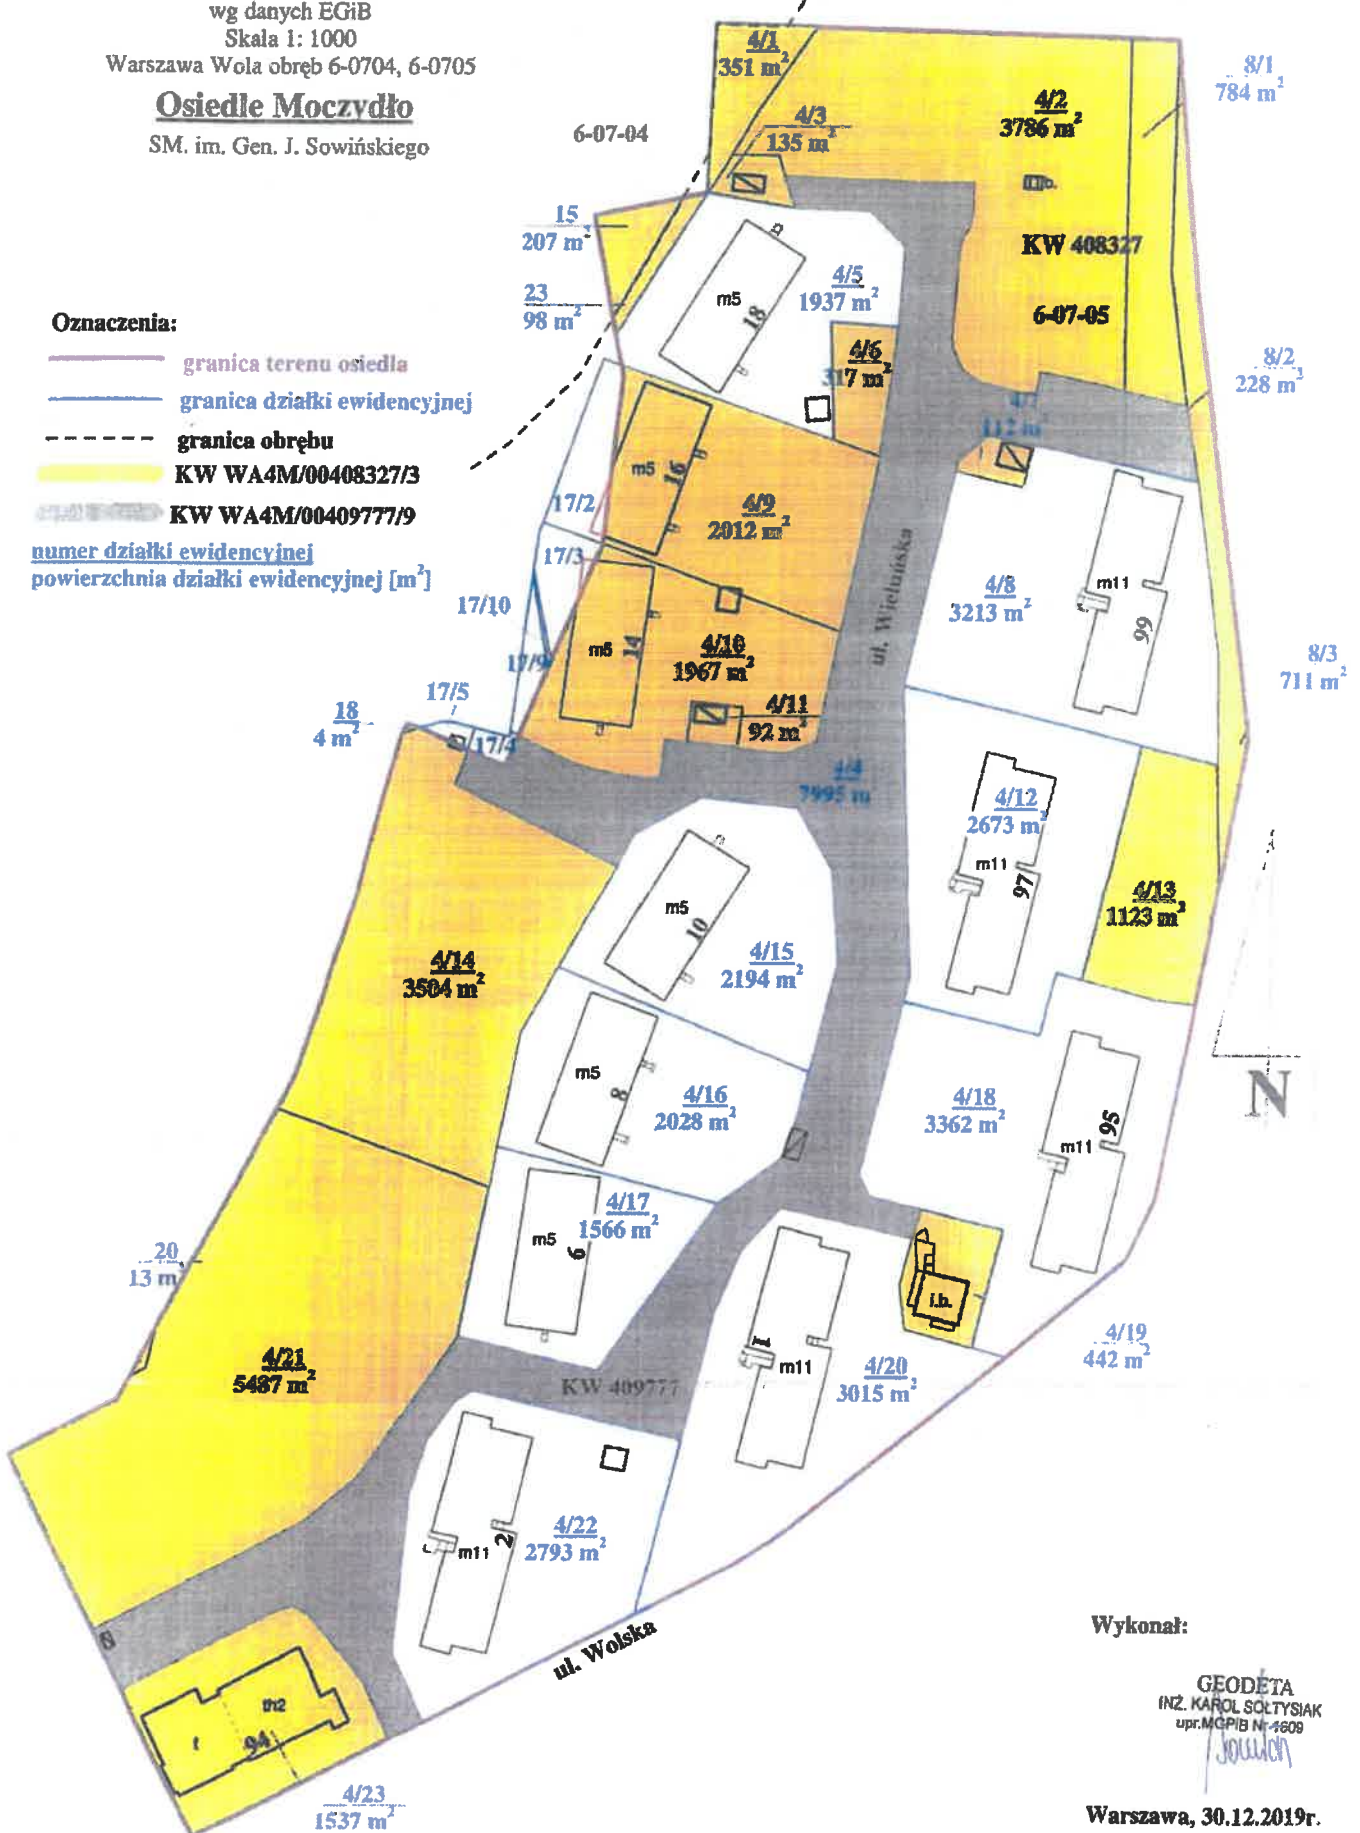 wg danych EGiB
Skala 1: 1000
Warszawa Wola obręb 6-0704, 6-0705
Osiedle Moczydło
SM. im. Gen. J. Sowińskiego
6-07-04
4/1
351 m²
4/2
3786 m²
4/3
135 m²
8/1
784 m²
15
207 m²
23
98 m²
KW 408327
6-07-05
4/5
1937 m²
m5
18
4/6
317 m²
8/2
228 m²
Oznaczenia:
granica terenu osiedla
granica działki ewidencyjnej
granica obrębu
KW WA4M/00408327/3
KW WA4M/00409777/9
numer działki ewidencyjnej
powierzchnia działki ewidencyjnej [m²]
112 m²
m5
16
17/2
4/9
2012 m²
17/3
17/10
17/9
17/5
17/4
18
4 m²
m5
14
4/10
1967 m²
4/11
92 m²
ul. Wieluńska
4/8
3213 m²
m11
99
8/3
711 m²
4/4
7995 m
4/12
2673 m²
m11
97
4/13
1123 m²
4/14
3504 m²
m5
10
4/15
2194 m²
m5
8
4/16
2028 m²
4/18
3362 m²
m11
95
N
m5
6
4/17
1566 m²
20
13 m²
i.b.
4/19
442 m²
4/21
5487 m²
1
m11
4/20
3015 m²
KW 409777
m11
2
4/22
2793 m²
ul. Wolska
t
th2
94
4/23
1537 m²
Wykonał:
GEODETA
INŻ. KAROL SOŁTYSIAK
upr.MGPiB Nr 1609
Warszawa, 30.12.2019r.